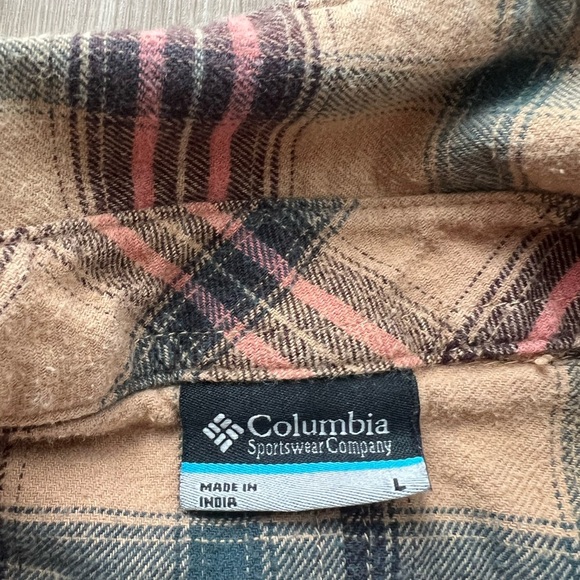 Columbia
Sportswear Company
MADE IN
INDIA
L